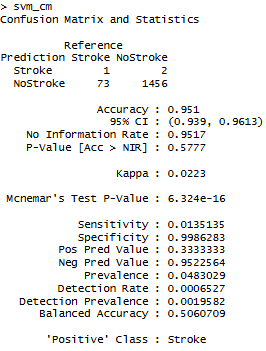 > svm_cm
Confusion Matrix and Statistics
Reference
Prediction Stroke NoStroke
Stroke 1 2
NoStroke 73 1456
Accuracy : 0.951
95% CI : (0.939, 0.9613)
No Information Rate : 0.9517
P-Value [Acc > NIR] : 0.5777
Kappa : 0.0223
Mcnemar's Test P-Value : 6.324e-16
Sensitivity : 0.0135135
Specificity : 0.9986283
Pos Pred Value : 0.3333333
Neg Pred Value : 0.9522564
Prevalence : 0.0483029
Detection Rate : 0.0006527
Detection Prevalence : 0.0019582
Balanced Accuracy : 0.5060709
'Positive' Class : Stroke